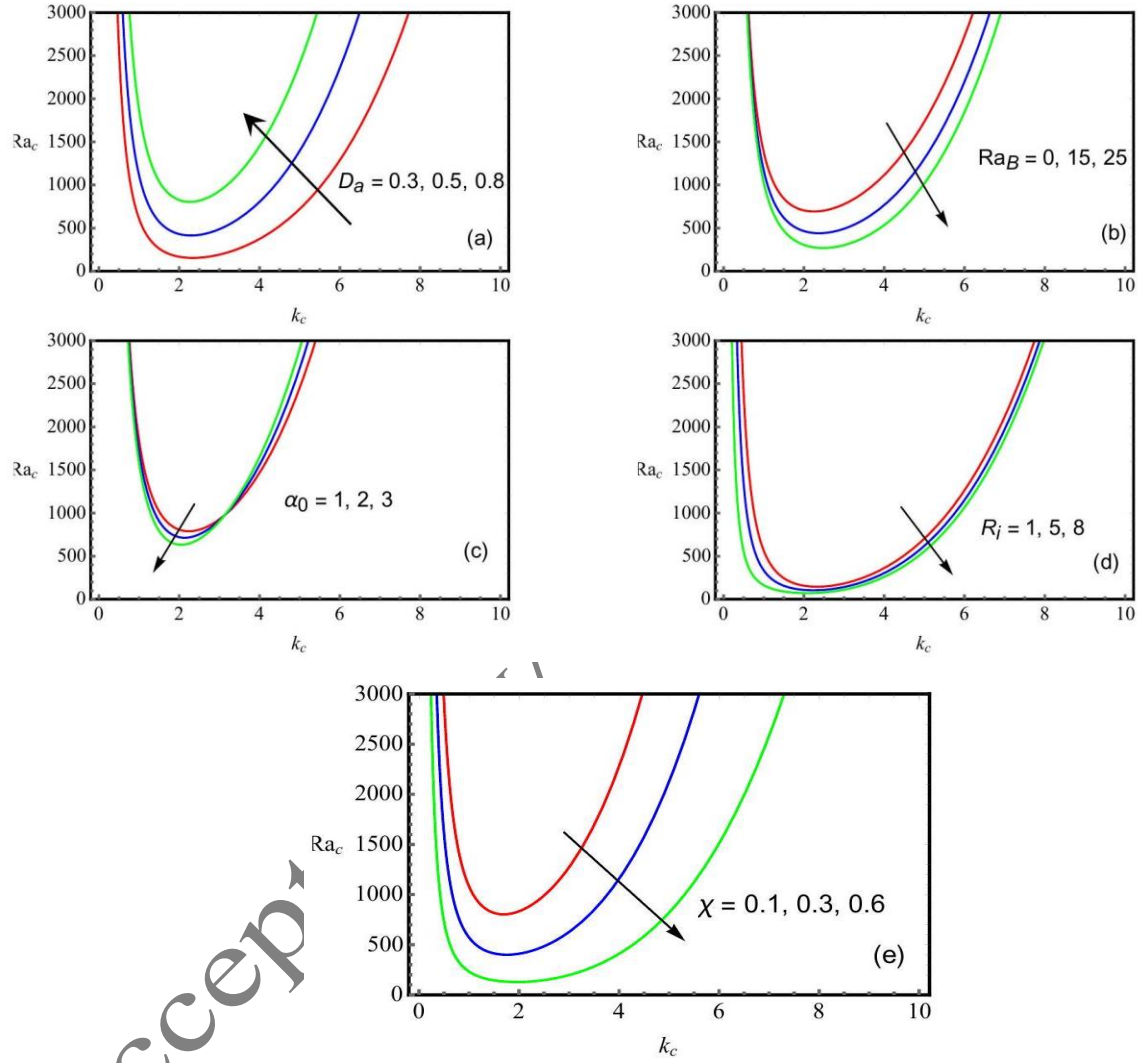 3000
2500
2000
1500
1000
500
0
Ra_c
D_a = 0.3, 0.5, 0.8
(a)
0 2 4 6 8 10
k_c
3000
2500
2000
1500
1000
500
0
Ra_c
Ra_B = 0, 15, 25
(b)
0 2 4 6 8 10
k_c
3000
2500
2000
1500
1000
500
0
Ra_c
α_0 = 1, 2, 3
(c)
0 2 4 6 8 10
k_c
3000
2500
2000
1500
1000
500
0
Ra_c
R_i = 1, 5, 8
(d)
0 2 4 6 8 10
k_c
3000
2500
2000
1500
1000
500
0
Ra_c
χ = 0.1, 0.3, 0.6
(e)
0 2 4 6 8 10
k_c